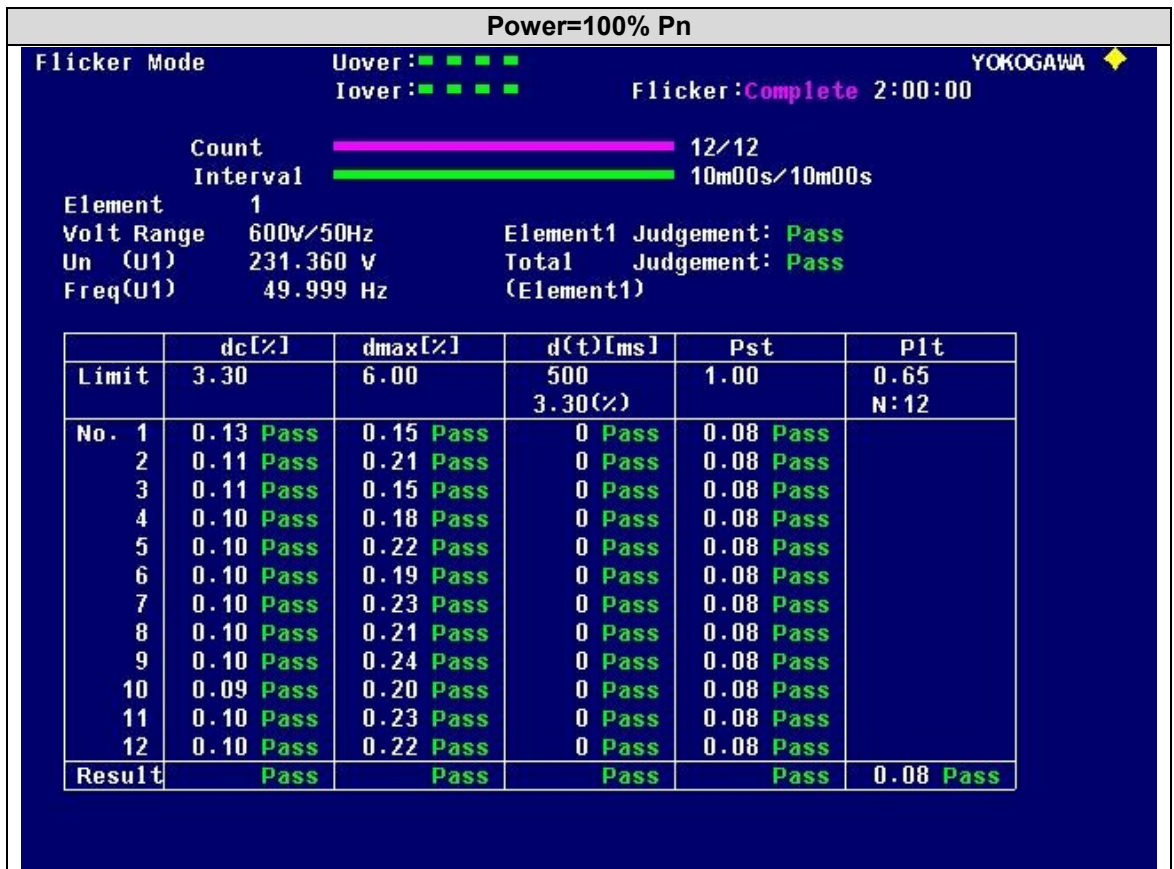 Power=100% Pn
Flicker Mode Uover: YOKOGAWA
Iover: Flicker:Complete 2:00:00
Count 12/12
Interval 10m00s/10m00s
Element 1
Volt Range 600V/50Hz Element1 Judgement: Pass
Un (U1) 231.360 V Total Judgement: Pass
Freq(U1) 49.999 Hz (Element1)
dc[%] dmax[%] d(t)[ms] Pst Plt
Limit 3.30 6.00 500 1.00 0.65
3.30(%) N:12
No. 1 0.13 Pass 0.15 Pass 0 Pass 0.08 Pass
2 0.11 Pass 0.21 Pass 0 Pass 0.08 Pass
3 0.11 Pass 0.15 Pass 0 Pass 0.08 Pass
4 0.10 Pass 0.18 Pass 0 Pass 0.08 Pass
5 0.10 Pass 0.22 Pass 0 Pass 0.08 Pass
6 0.10 Pass 0.19 Pass 0 Pass 0.08 Pass
7 0.10 Pass 0.23 Pass 0 Pass 0.08 Pass
8 0.10 Pass 0.21 Pass 0 Pass 0.08 Pass
9 0.10 Pass 0.24 Pass 0 Pass 0.08 Pass
10 0.09 Pass 0.20 Pass 0 Pass 0.08 Pass
11 0.10 Pass 0.23 Pass 0 Pass 0.08 Pass
12 0.10 Pass 0.22 Pass 0 Pass 0.08 Pass
Result Pass Pass Pass Pass 0.08 Pass